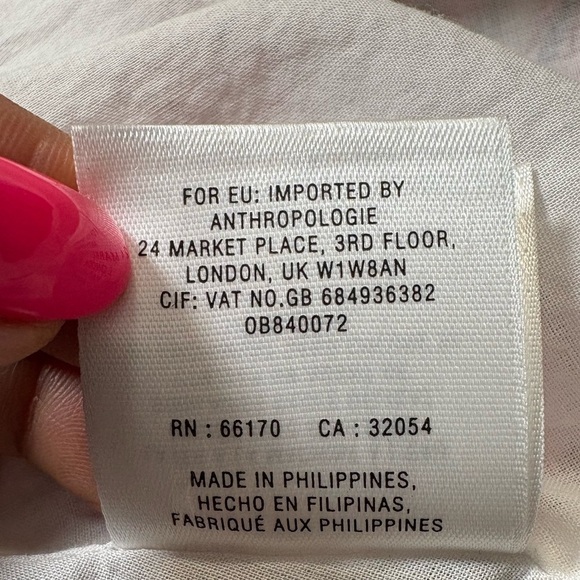 FOR EU: IMPORTED BY
ANTHROPOLOGIE
24 MARKET PLACE, 3RD FLOOR,
LONDON, UK W1W8AN
CIF: VAT NO.GB 684936382
OB840072
RN : 66170 CA : 32054
MADE IN PHILIPPINES,
HECHO EN FILIPINAS,
FABRIQUÉ AUX PHILIPPINES